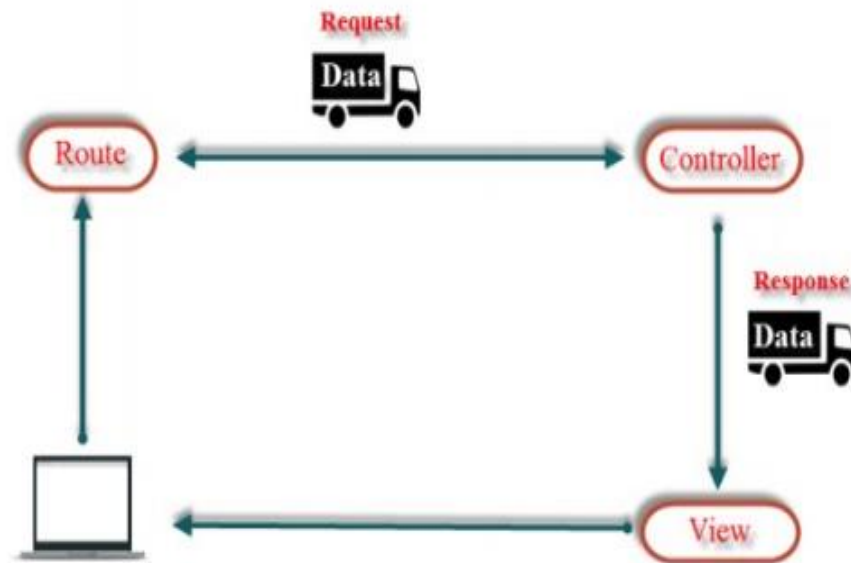 Request
Data
Route
Controller
Response
Data
View